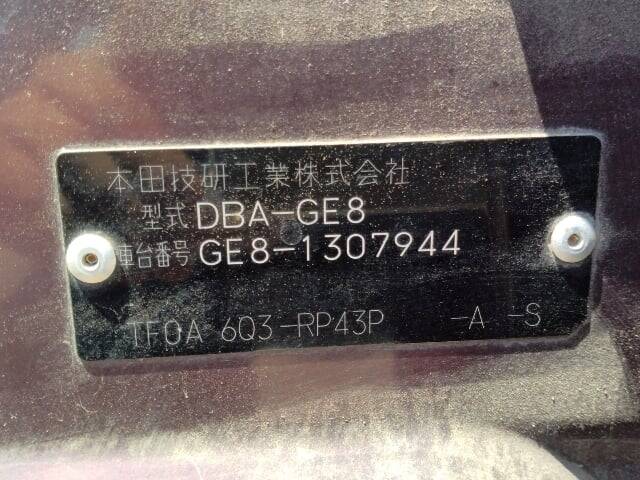 本田技研工業株式会社
型式 DBA-GE8
車台番号 GE8-1307944
TF0A 6Q3-RP43P -A -S